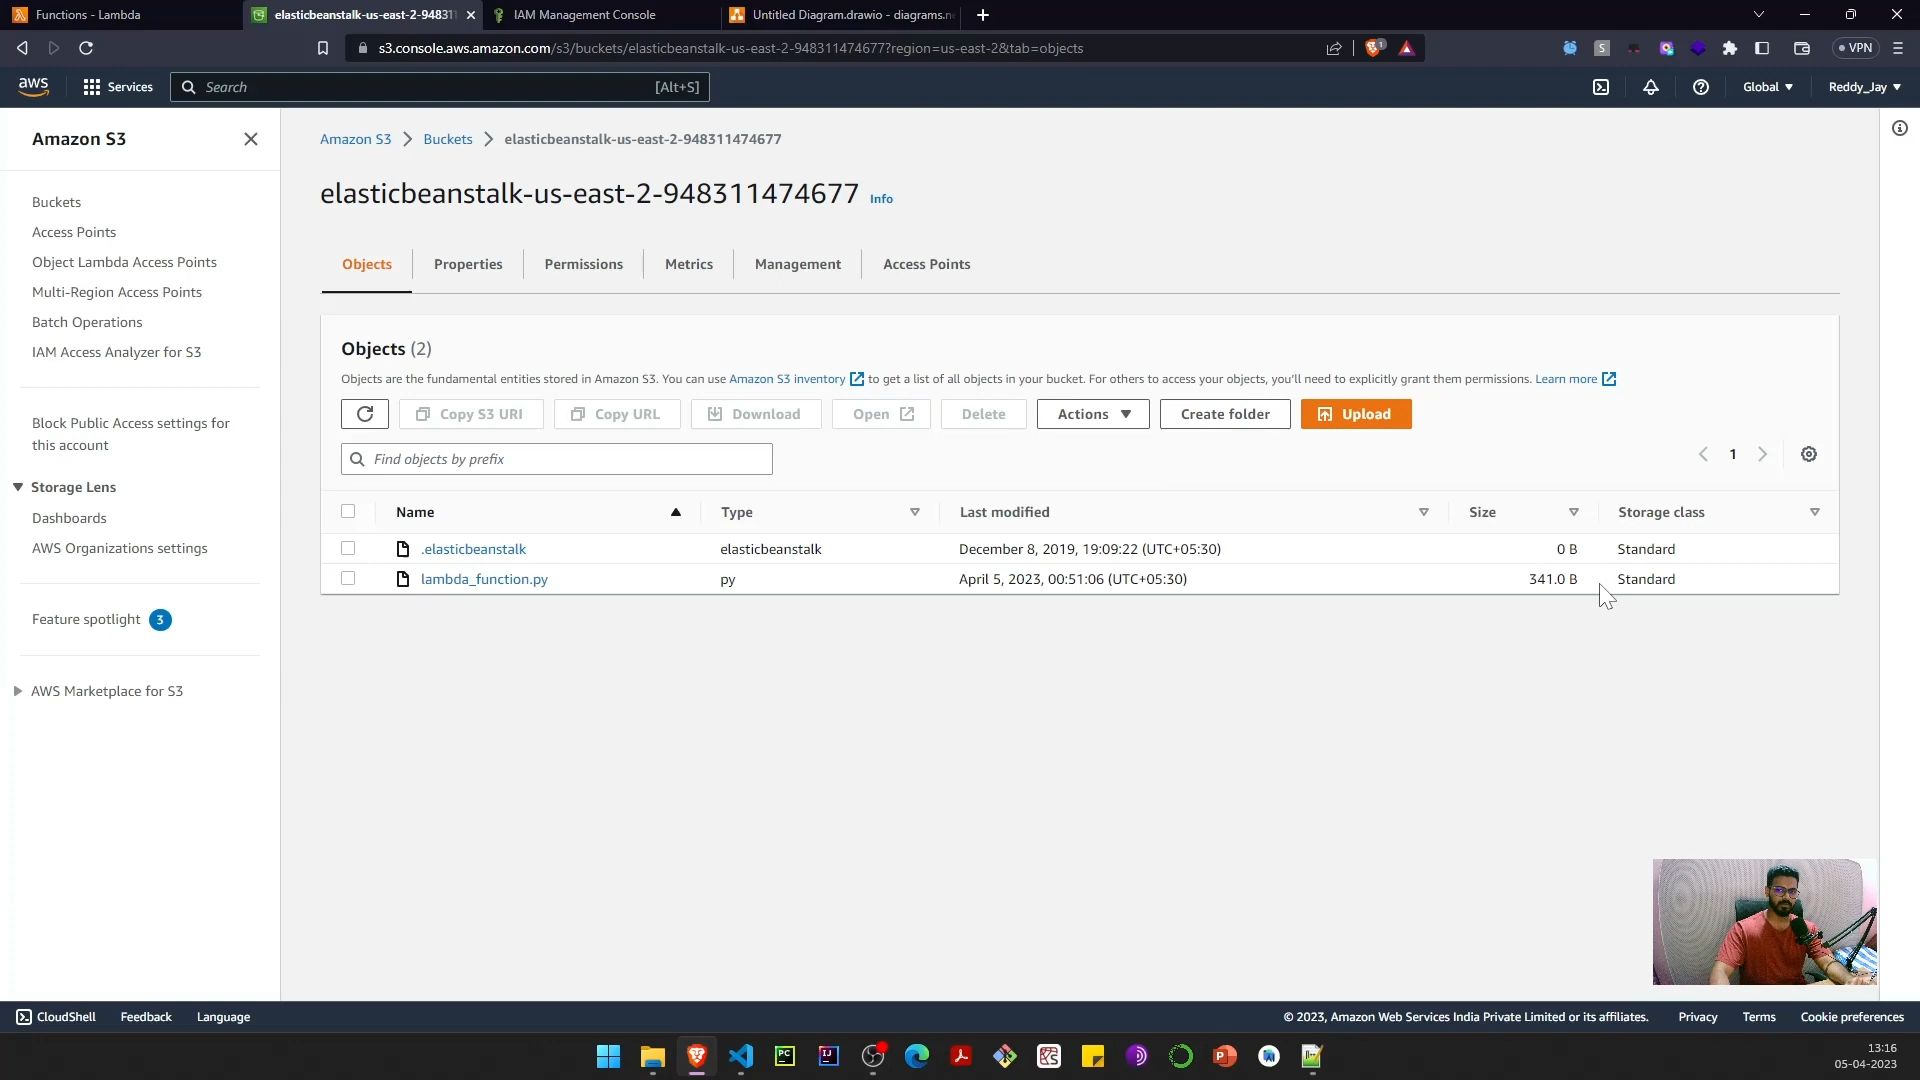 Functions - Lambda
elasticbeanstalk-us-east-2-94831
IAM Management Console
Untitled Diagram.drawio - diagrams.n
s3.console.aws.amazon.com/s3/buckets/elasticbeanstalk-us-east-2-948311474677?region=us-east-2&tab=objects
1
S
VPN
aws
Services
Search
[Alt+S]
Global
Reddy_Jay
Amazon S3
Buckets
Access Points
Object Lambda Access Points
Multi-Region Access Points
Batch Operations
IAM Access Analyzer for S3
Block Public Access settings for
this account
Storage Lens
Dashboards
AWS Organizations settings
Feature spotlight 3
AWS Marketplace for S3
Amazon S3 > Buckets > elasticbeanstalk-us-east-2-948311474677
elasticbeanstalk-us-east-2-948311474677 Info
Objects
Properties
Permissions
Metrics
Management
Access Points
Objects (2)
Objects are the fundamental entities stored in Amazon S3. You can use Amazon S3 inventory to get a list of all objects in your bucket. For others to access your objects, you'll need to explicitly grant them permissions. Learn more
Copy S3 URI
Copy URL
Download
Open
Delete
Actions
Create folder
Upload
Find objects by prefix
1
Name Type Last modified Size Storage class
.elasticbeanstalk elasticbeanstalk December 8, 2019, 19:09:22 (UTC+05:30) 0 B Standard
lambda_function.py py April 5, 2023, 00:51:06 (UTC+05:30) 341.0 B Standard
CloudShell
Feedback
Language
© 2023, Amazon Web Services India Private Limited or its affiliates.
Privacy
Terms
Cookie preferences
PC
IJ
13:16
05-04-2023